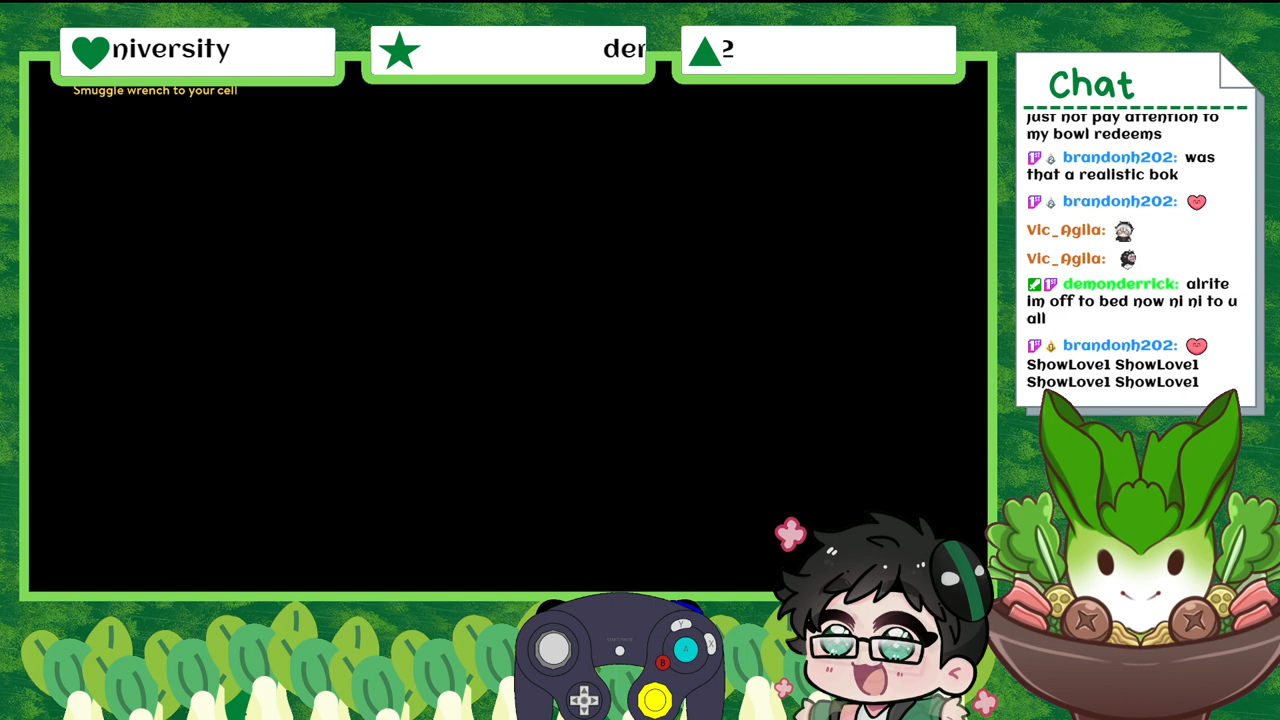 niversity
der
2
Smuggle wrench to your cell
Chat
just not pay attention to
my bowl redeems
brandonh202: was
that a realistic bok
brandonh202:
Vic_Aglla:
Vic_Aglla:
demonderrick: alrite
im off to bed now ni ni to u
all
brandonh202:
ShowLove1 ShowLove1
ShowLove1 ShowLove1
Y
X
A
B